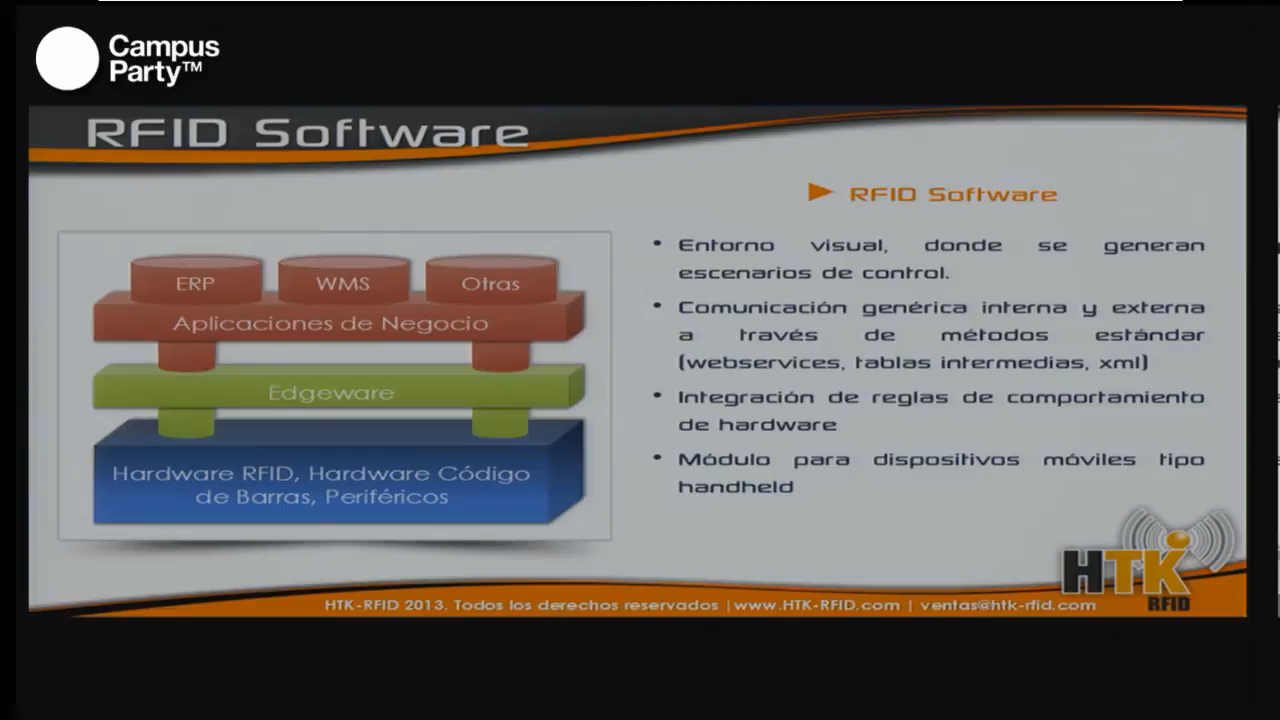 Campus
Party™
RFID Software
RFID Software
ERP
WMS
Otras
Aplicaciones de Negocio
Edgeware
Hardware RFID, Hardware Código
de Barras, Periféricos
• Entorno visual, donde se generan
escenarios de control.
• Comunicación genérica interna y externa
a través de métodos estándar
(webservices, tablas intermedias, xml)
• Integración de reglas de comportamiento
de hardware
• Módulo para dispositivos móviles tipo
handheld
HTK
RFID
HTK-RFID 2013, Todos los derechos reservados |www.HTK-RFID.com | ventas@htk-rfid.com